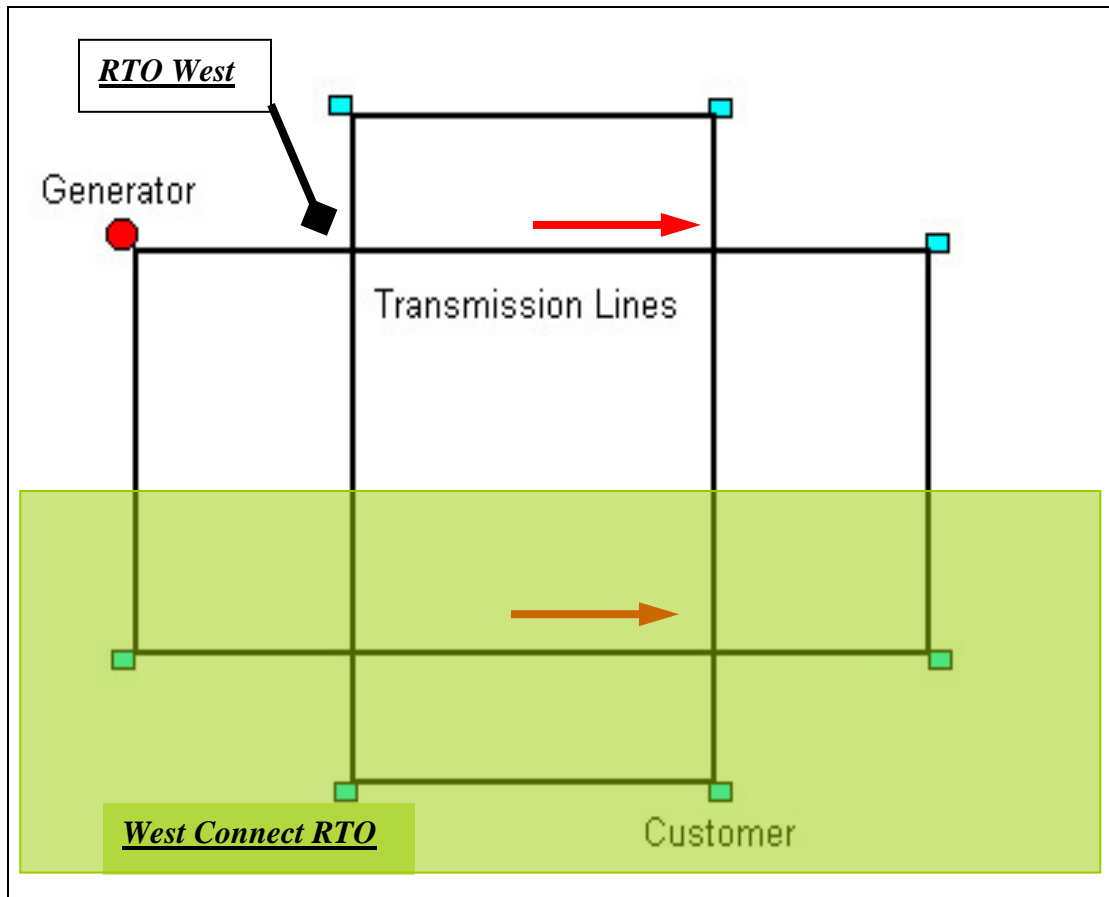 RTO West
Generator
Transmission Lines
West Connect RTO
Customer